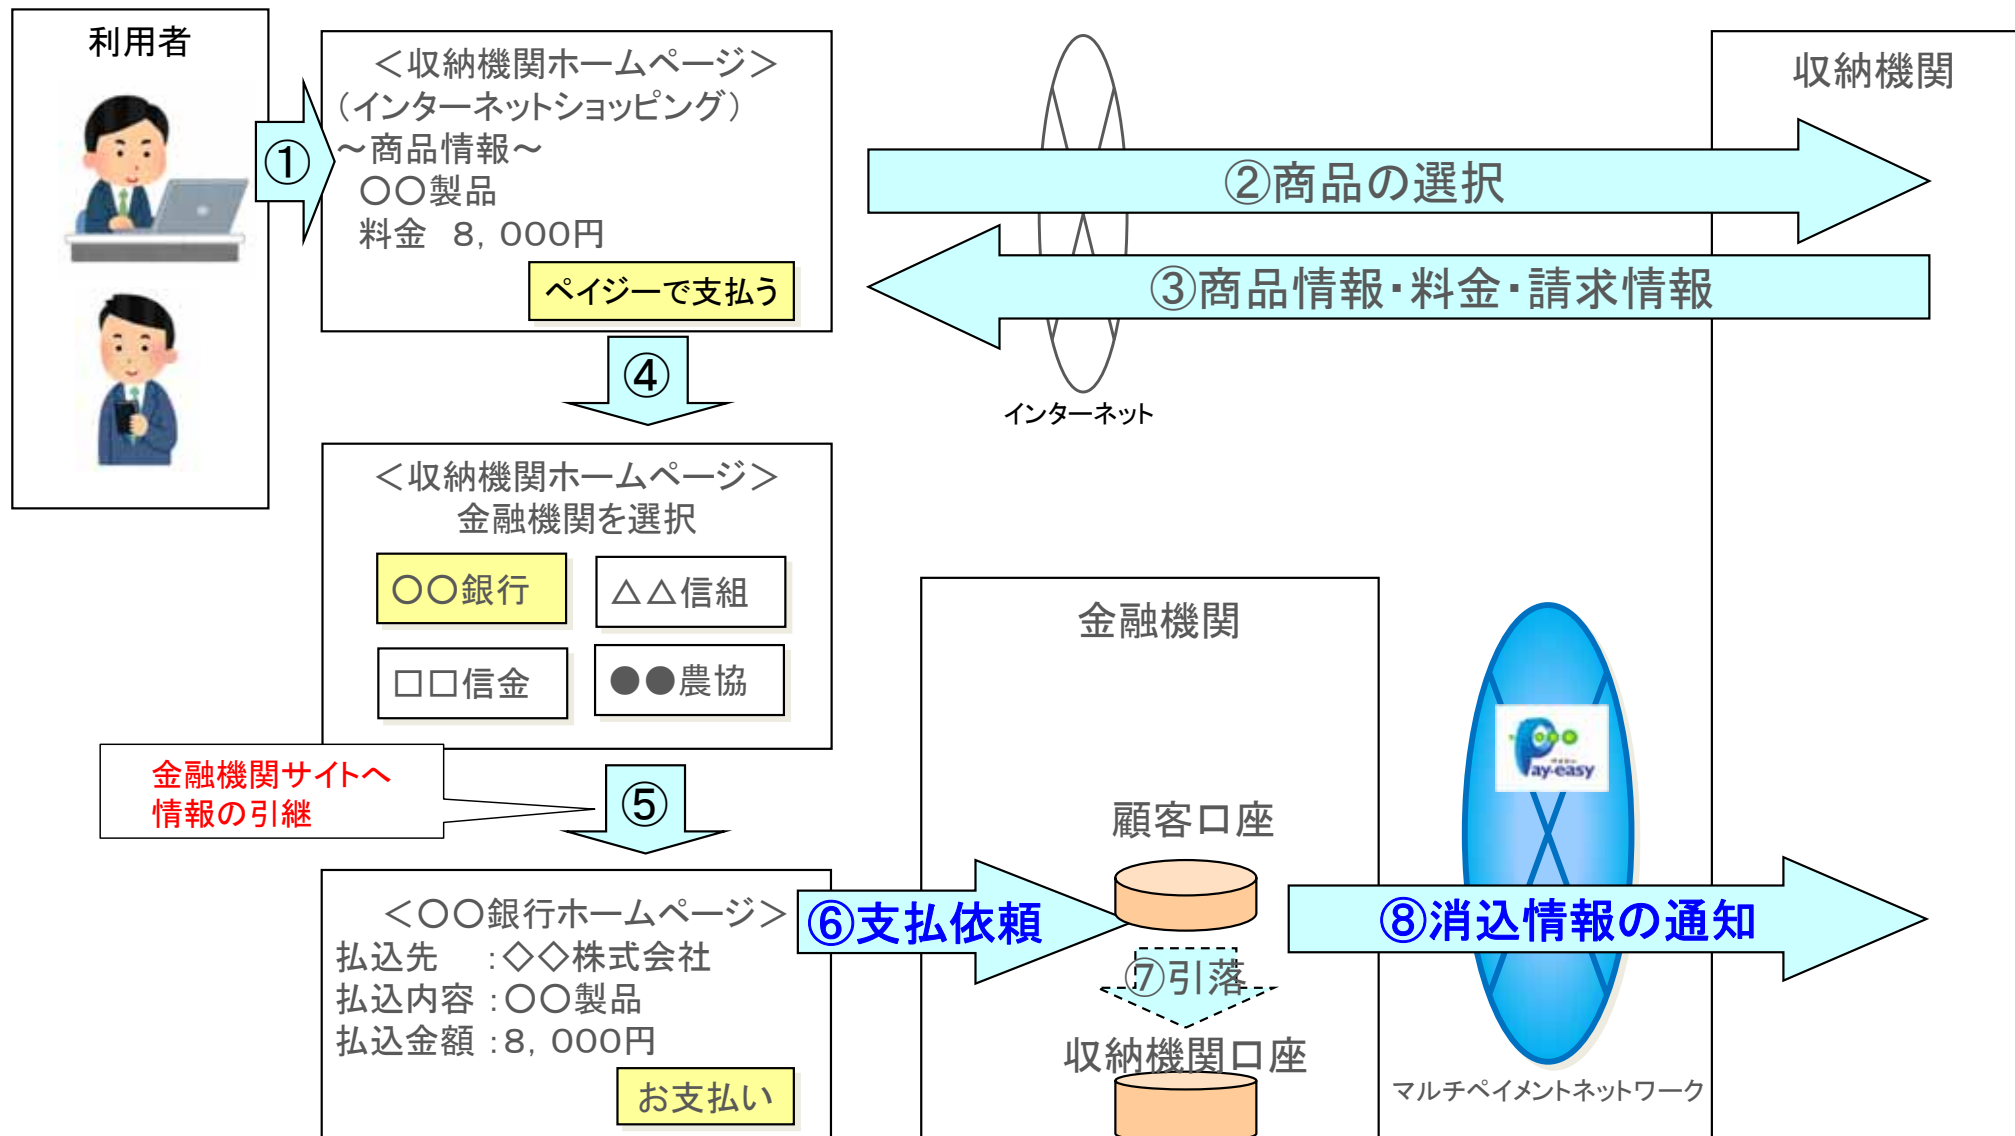 利用者
①
＜収納機関ホームページ＞
（インターネットショッピング）
～商品情報～
〇〇製品
料金　８，０００円
ペイジーで支払う
収納機関
②商品の選択
③商品情報・料金・請求情報
インターネット
④
＜収納機関ホームページ＞
金融機関を選択
〇〇銀行
△△信組
□□信金
●●農協
金融機関サイトへ
情報の引継
⑤
＜〇〇銀行ホームページ＞
払込先　：◇◇株式会社
払込内容：〇〇製品
払込金額：８，０００円
お支払い
⑥支払依頼
金融機関
顧客口座
⑦引落
収納機関口座
Pay-easy
⑧消込情報の通知
マルチペイメントネットワーク